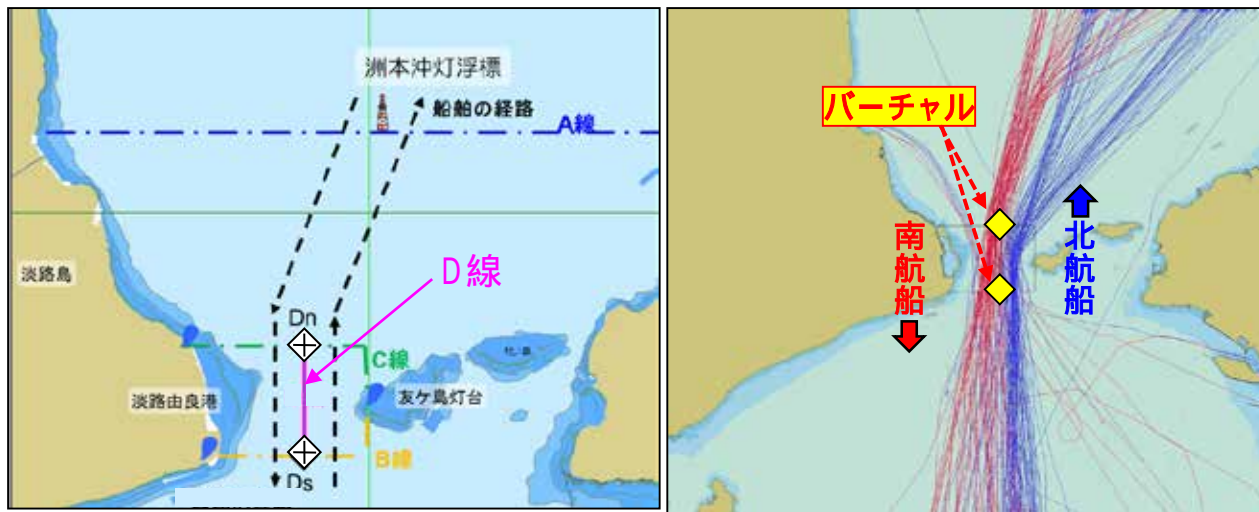 洲本沖灯浮標
船舶の経路
A線
淡路島
D線
Dn
C線
友ケ島灯台
淡路由良港
B線
Ds
バーチャル
南航船
北航船